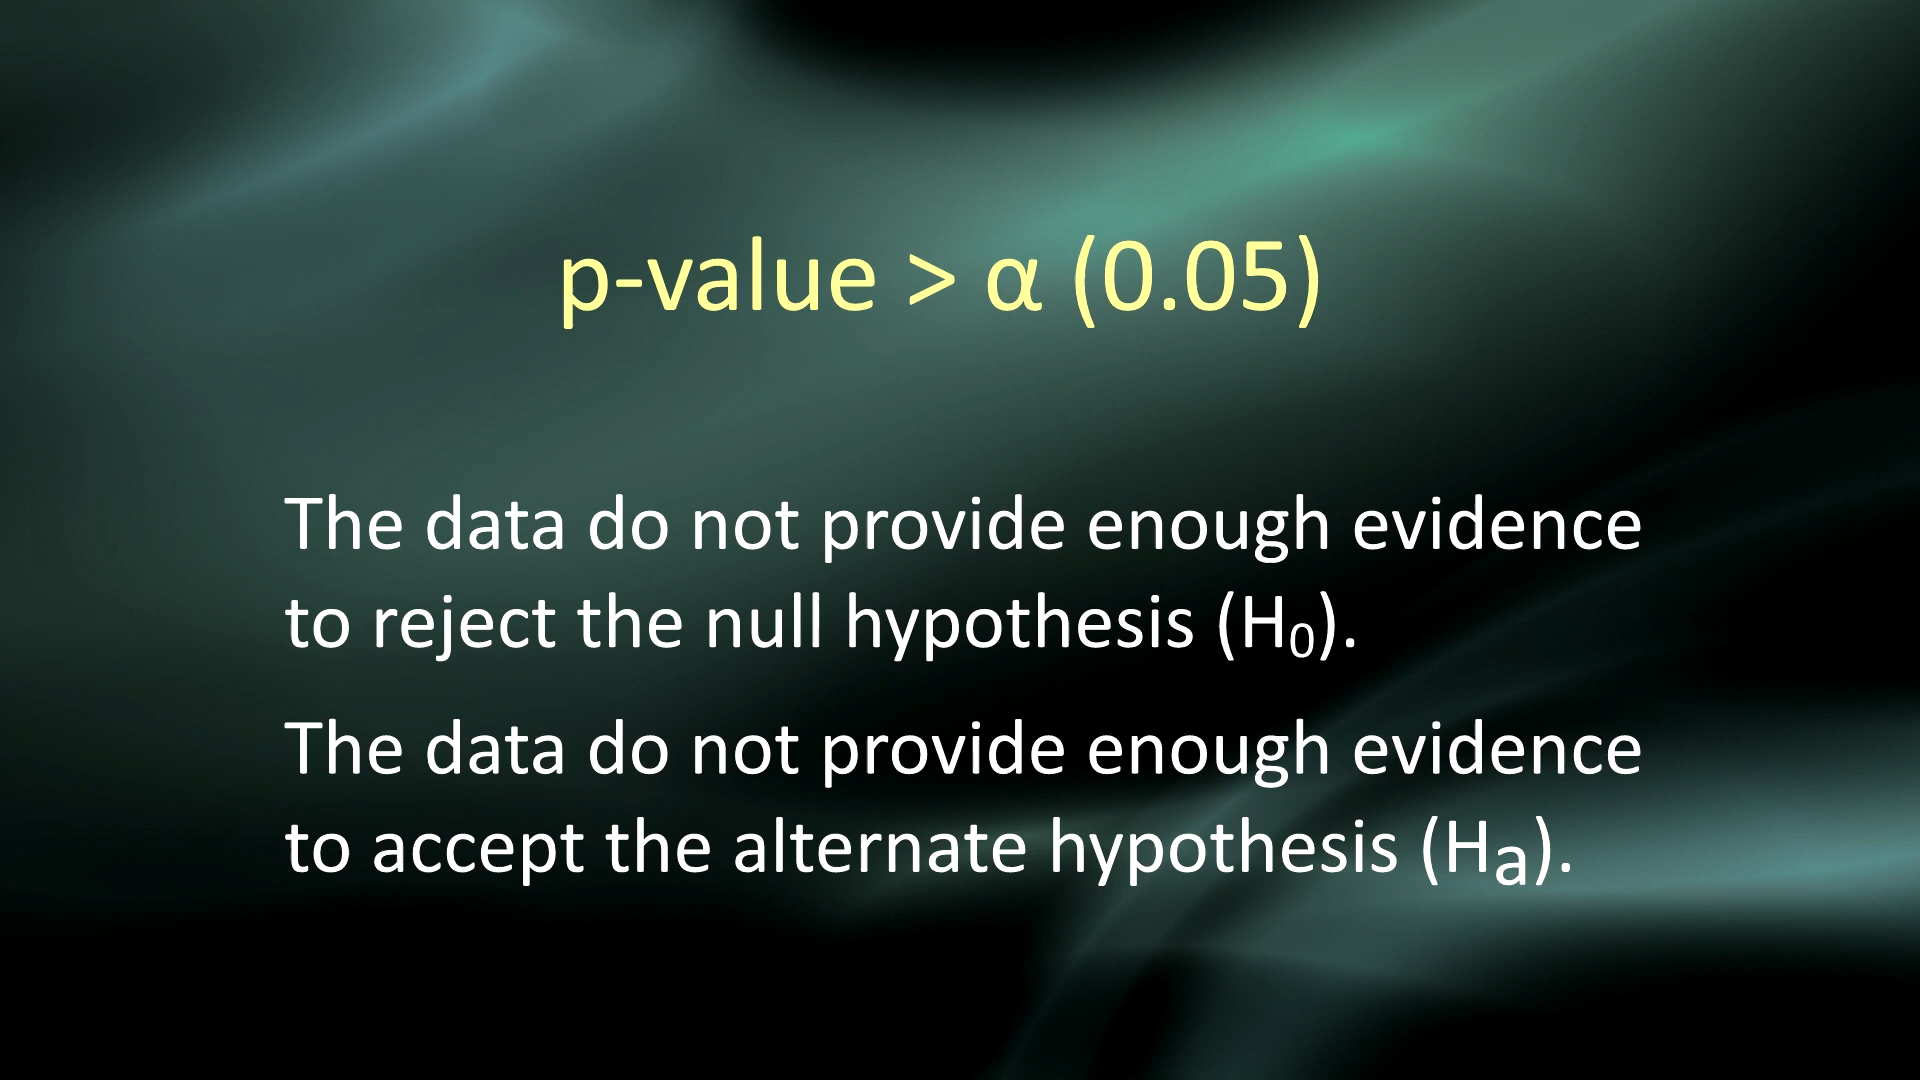 p-value > α (0.05)
The data do not provide enough evidence
to reject the null hypothesis (H₀).
The data do not provide enough evidence
to accept the alternate hypothesis (Hₐ).